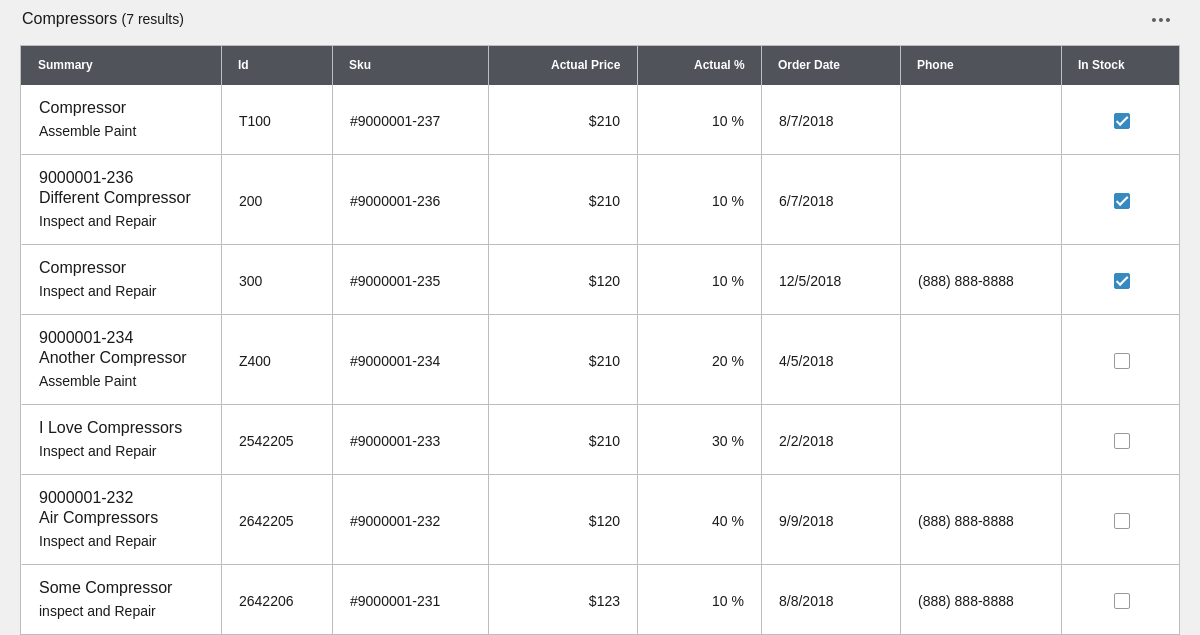 Compressors (7 results)
Summary Id Sku Actual Price Actual % Order Date Phone In Stock
Compressor
Assemble Paint
T100 #9000001-237 $210 10 % 8/7/2018
9000001-236
Different Compressor
Inspect and Repair
200 #9000001-236 $210 10 % 6/7/2018
Compressor
Inspect and Repair
300 #9000001-235 $120 10 % 12/5/2018 (888) 888-8888
9000001-234
Another Compressor
Assemble Paint
Z400 #9000001-234 $210 20 % 4/5/2018
I Love Compressors
Inspect and Repair
2542205 #9000001-233 $210 30 % 2/2/2018
9000001-232
Air Compressors
Inspect and Repair
2642205 #9000001-232 $120 40 % 9/9/2018 (888) 888-8888
Some Compressor
inspect and Repair
2642206 #9000001-231 $123 10 % 8/8/2018 (888) 888-8888